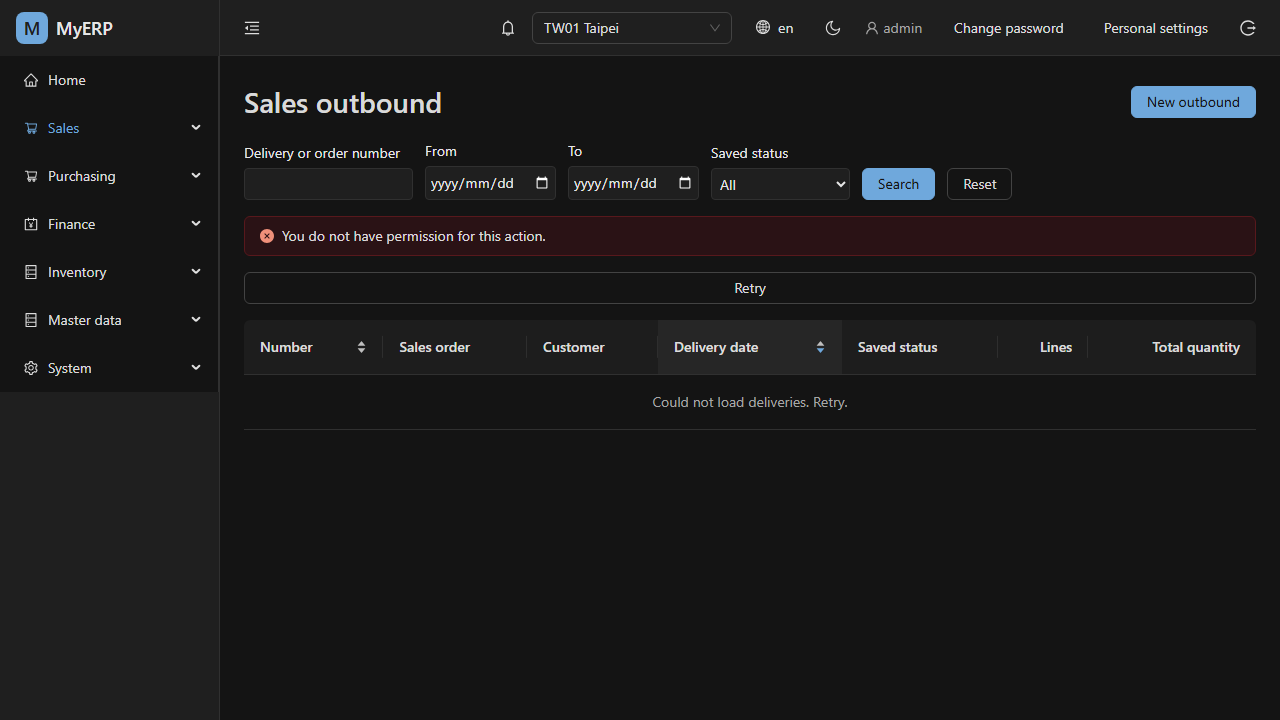 M MyERP
TW01 Taipei
en
admin
Change password
Personal settings
Home
Sales
Purchasing
Finance
Inventory
Master data
System
Sales outbound
New outbound
Delivery or order number
From
To
Saved status
yyyy/mm/dd
yyyy/mm/dd
All
Search
Reset
You do not have permission for this action.
Retry
Number Sales order Customer Delivery date Saved status Lines Total quantity
Could not load deliveries. Retry.